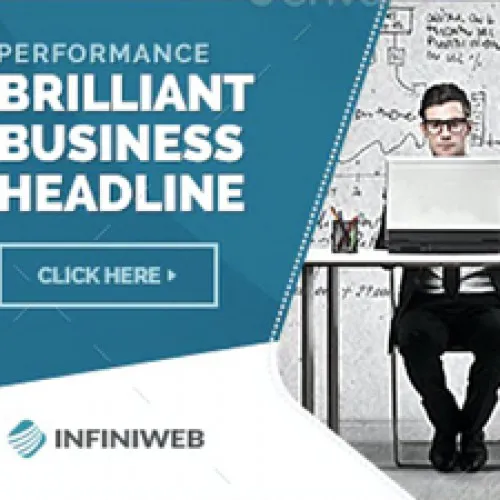 PERFORMANCE
BRILLIANT
BUSINESS
HEADLINE
CLICK HERE
INFINIWEB